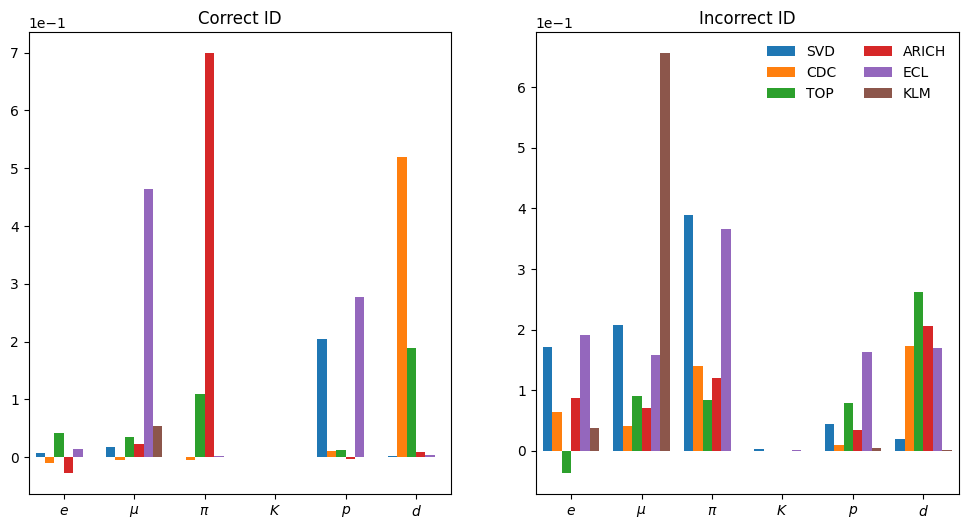 Correct ID
1e−1
7
6
5
4
3
2
1
0
e μ π K p d
Incorrect ID
1e−1
6
5
4
3
2
1
0
SVD ARICH
CDC ECL
TOP KLM
e μ π K p d